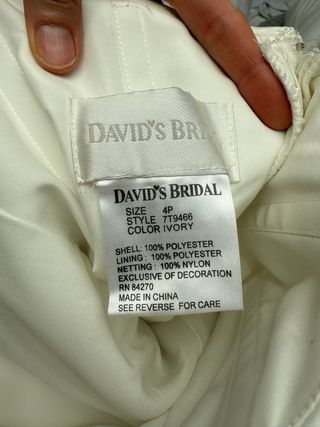 DAVID'S BRI
DAVID'S BRIDAL
SIZE 4P
STYLE 7T9466
COLOR IVORY
SHELL: 100% POLYESTER
LINING: 100% POLYESTER
NETTING: 100% NYLON
EXCLUSIVE OF DECORATION
RN 84270
MADE IN CHINA
SEE REVERSE FOR CARE